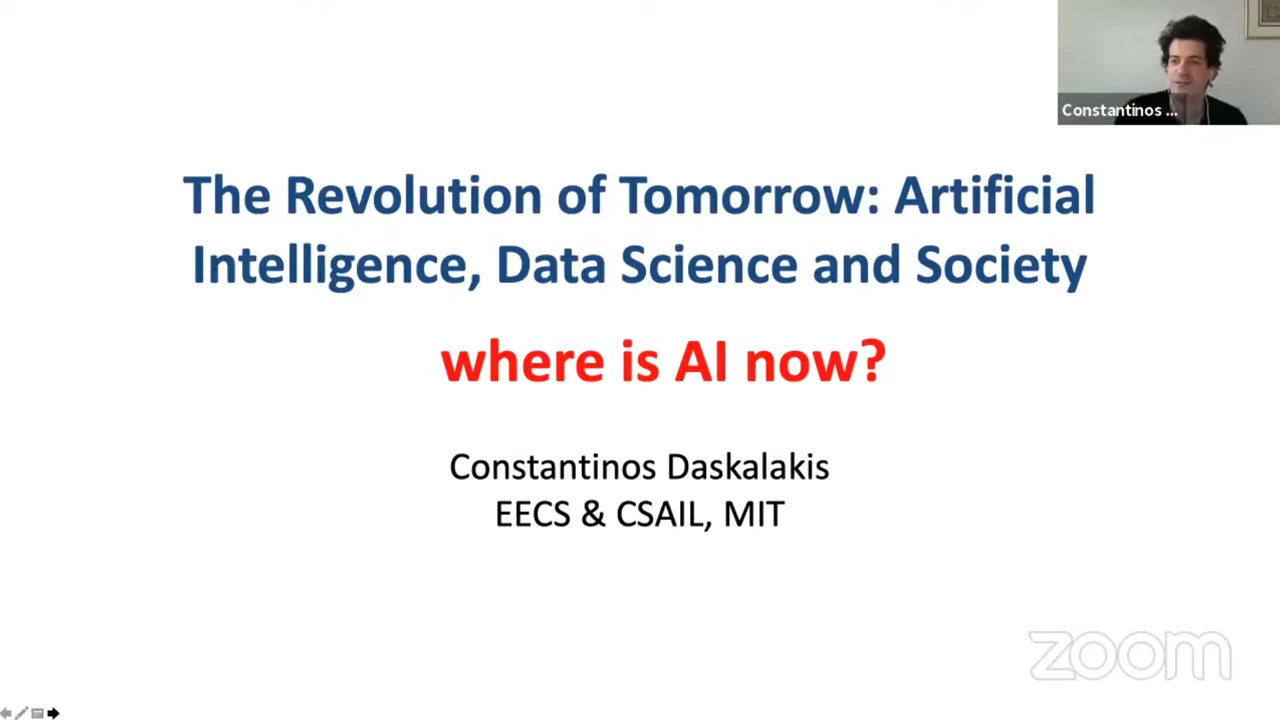 Constantinos ...
The Revolution of Tomorrow: Artificial
Intelligence, Data Science and Society
where is AI now?
Constantinos Daskalakis
EECS & CSAIL, MIT
zoom